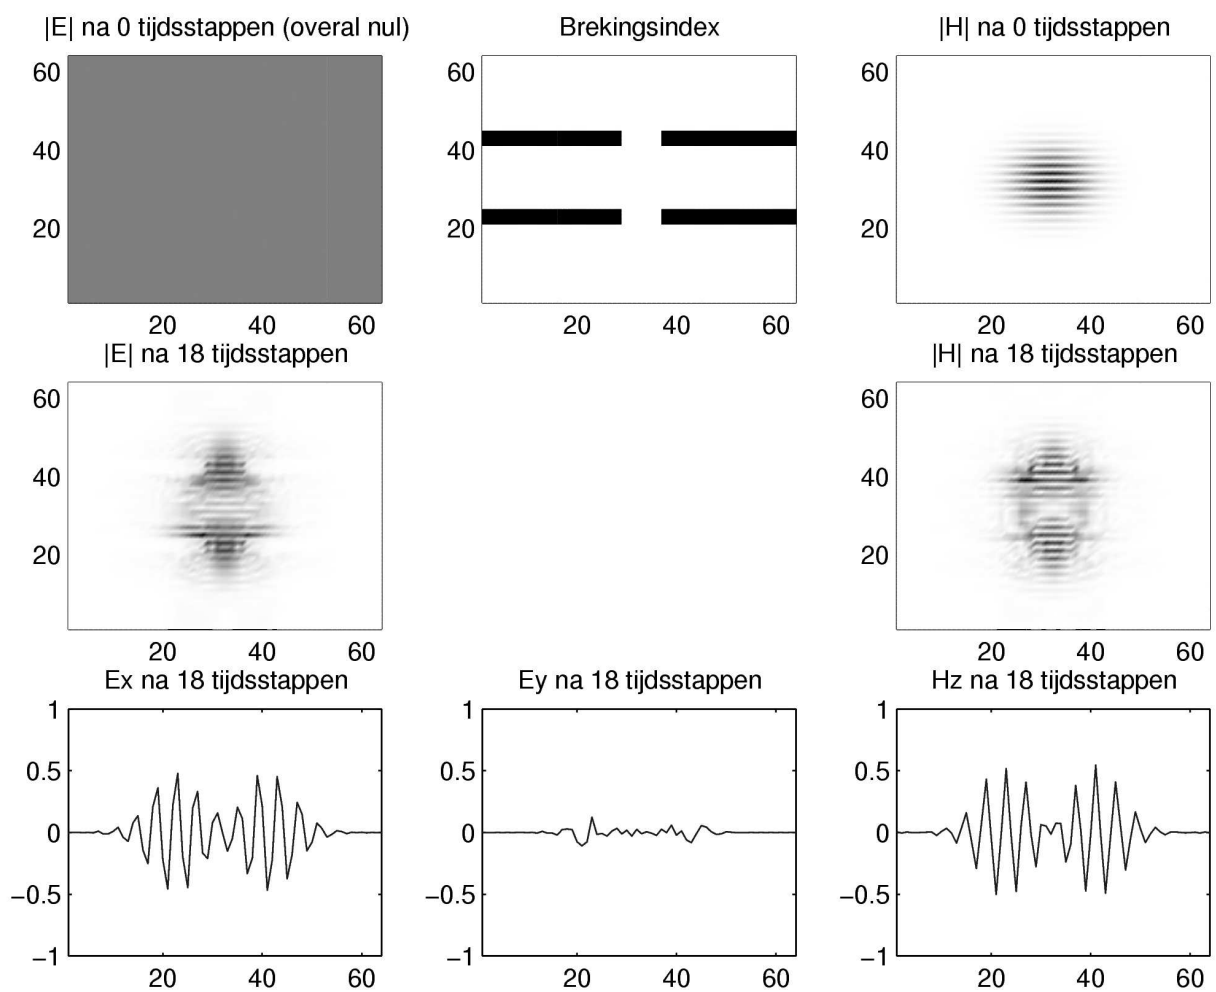 |E| na 0 tijdsstappen (overal nul)
Brekingsindex
|H| na 0 tijdsstappen
60
40
20
20 40 60
60
40
20
20 40 60
60
40
20
20 40 60
|E| na 18 tijdsstappen
|H| na 18 tijdsstappen
60
40
20
20 40 60
60
40
20
20 40 60
Ex na 18 tijdsstappen
Ey na 18 tijdsstappen
Hz na 18 tijdsstappen
1
0.5
0
−0.5
−1
20 40 60
1
0.5
0
−0.5
−1
20 40 60
1
0.5
0
−0.5
−1
20 40 60